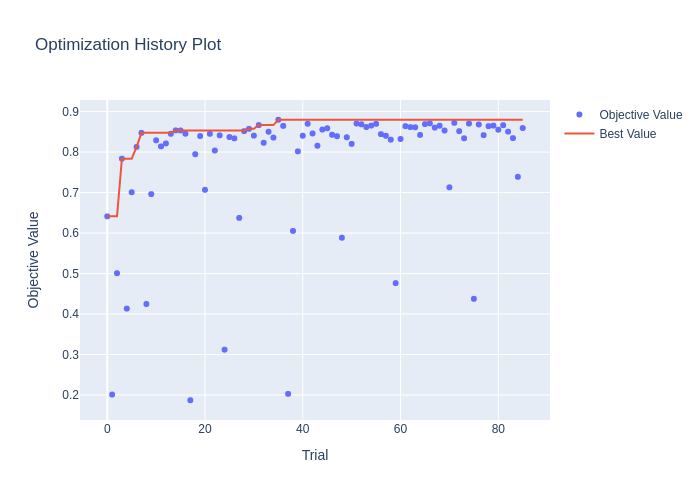 Optimization History Plot
Objective Value
Best Value
0.9
0.8
0.7
0.6
0.5
0.4
0.3
0.2
Objective Value
0
20
40
60
80
Trial